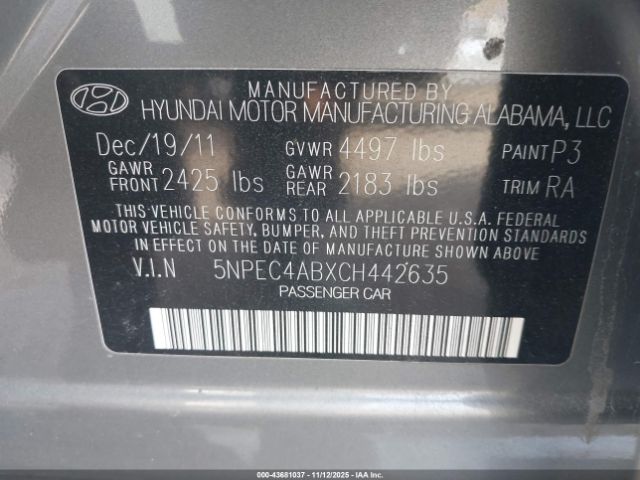 MANUFACTURED BY
HYUNDAI MOTOR MANUFACTURING ALABAMA, LLC
Dec/19/11 GVWR 4497 lbs PAINT P3
GAWR FRONT 2425 lbs GAWR REAR 2183 lbs TRIM RA
THIS VEHICLE CONFORMS TO ALL APPLICABLE U.S.A. FEDERAL
MOTOR VEHICLE SAFETY, BUMPER, AND THEFT PREVENTION STANDARDS
IN EFFECT ON THE DATE OF MANUFACTURE SHOWN ABOVE.
V.I.N 5NPEC4ABXCH442635
PASSENGER CAR
000-43681037 - 11/12/2025 - IAAI.COM